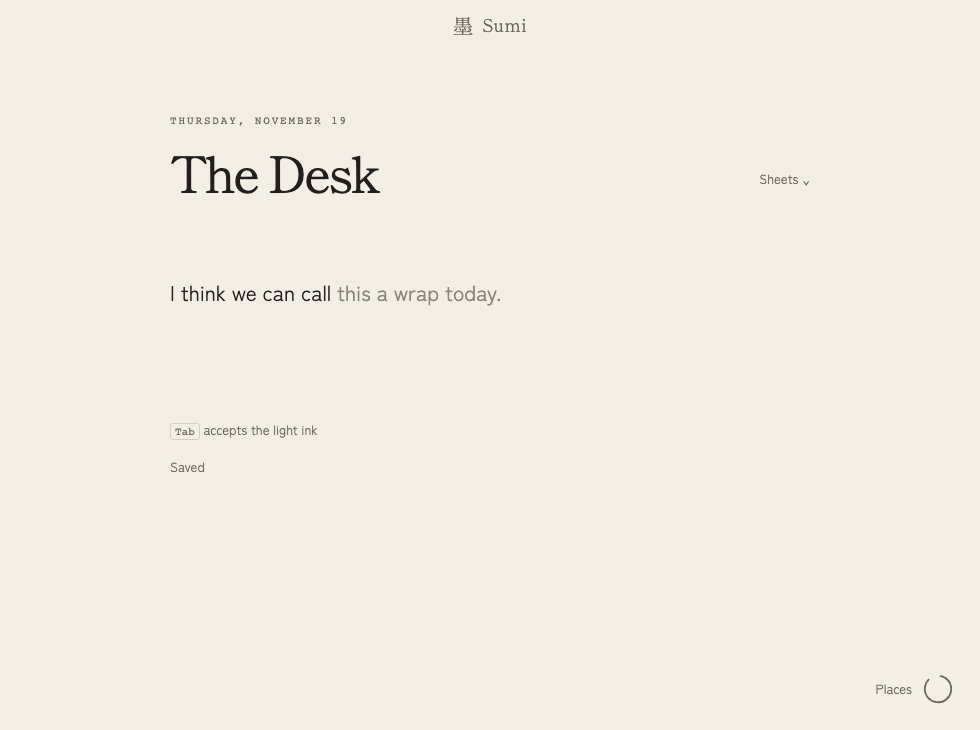 墨 Sumi
THURSDAY, NOVEMBER 19
The Desk
Sheets
I think we can call this a wrap today.
Tab accepts the light ink
Saved
Places